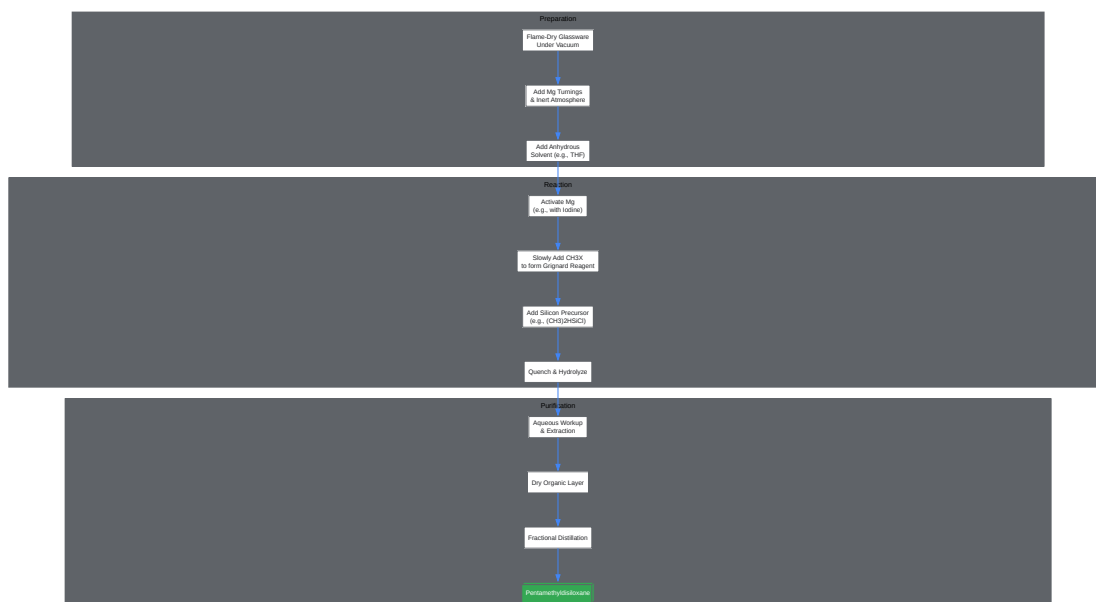 Preparation
Flame-Dry Glassware
Under Vacuum
Add Mg Turnings
& Inert Atmosphere
Add Anhydrous
Solvent (e.g., THF)
Reaction
Activate Mg
(e.g., with Iodine)
Slowly Add CH3X
to form Grignard Reagent
Add Silicon Precursor
(e.g., (CH3)2HSiCl)
Quench & Hydrolyze
Purification
Aqueous Workup
& Extraction
Dry Organic Layer
Fractional Distillation
Pentamethyldisiloxane